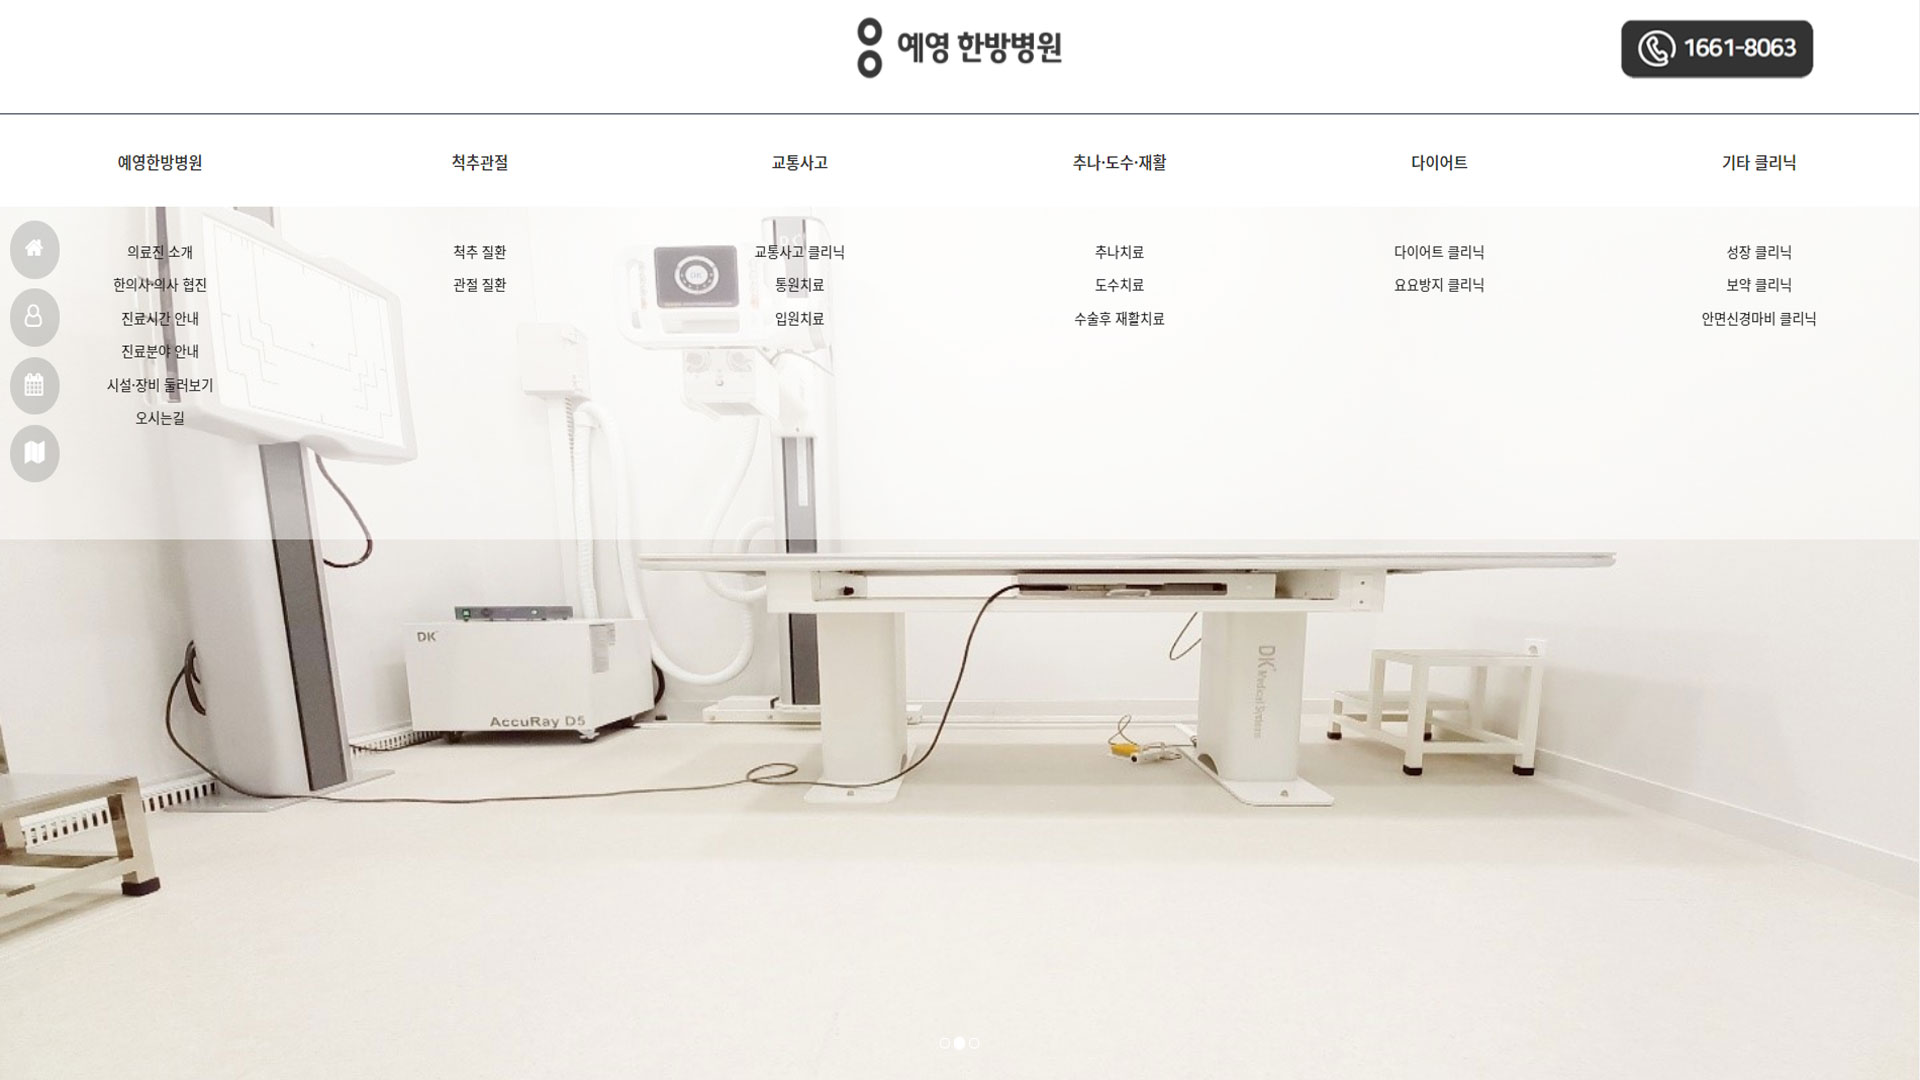 예영 한방병원
1661-8063
예영한방병원
척추관절
교통사고
추나·도수·재활
다이어트
기타 클리닉
의료진 소개
한의사·의사 협진
진료시간 안내
진료분야 안내
시설·장비 둘러보기
오시는길
척추 질환
관절 질환
교통사고 클리닉
통원치료
입원치료
추나치료
도수치료
수술후 재활치료
다이어트 클리닉
요요방지 클리닉
성장 클리닉
보약 클리닉
안면신경마비 클리닉
DK
DK
AccuRay D5
DK Medical Systems